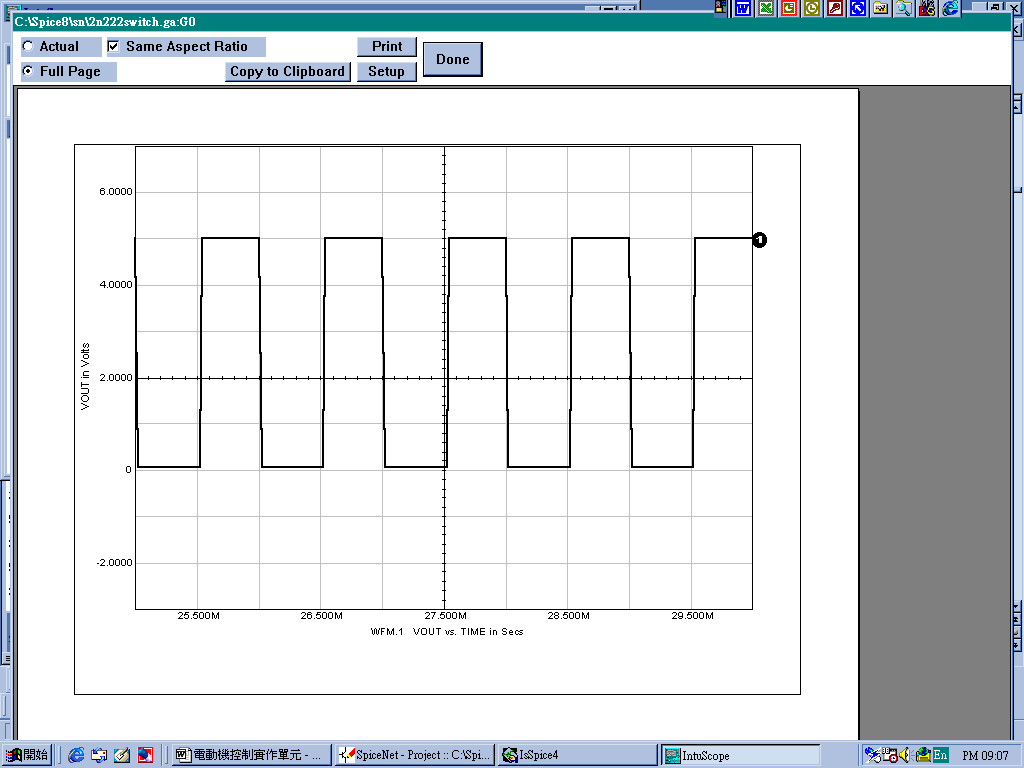 C:\Spice8\sn\2n222switch.ga:G0
Actual
Same Aspect Ratio
Print
Done
Full Page
Copy to Clipboard
Setup
6.0000
4.0000
2.0000
0
-2.0000
VOUT in Volts
1
25.500M 26.500M 27.500M 28.500M 29.500M
WFM.1 VOUT vs. TIME in Secs
開始
電動機控制實作單元 - ...
SpiceNet - Project :: C:\Spi...
IsSpice4
IntuScope
En
PM 09:07